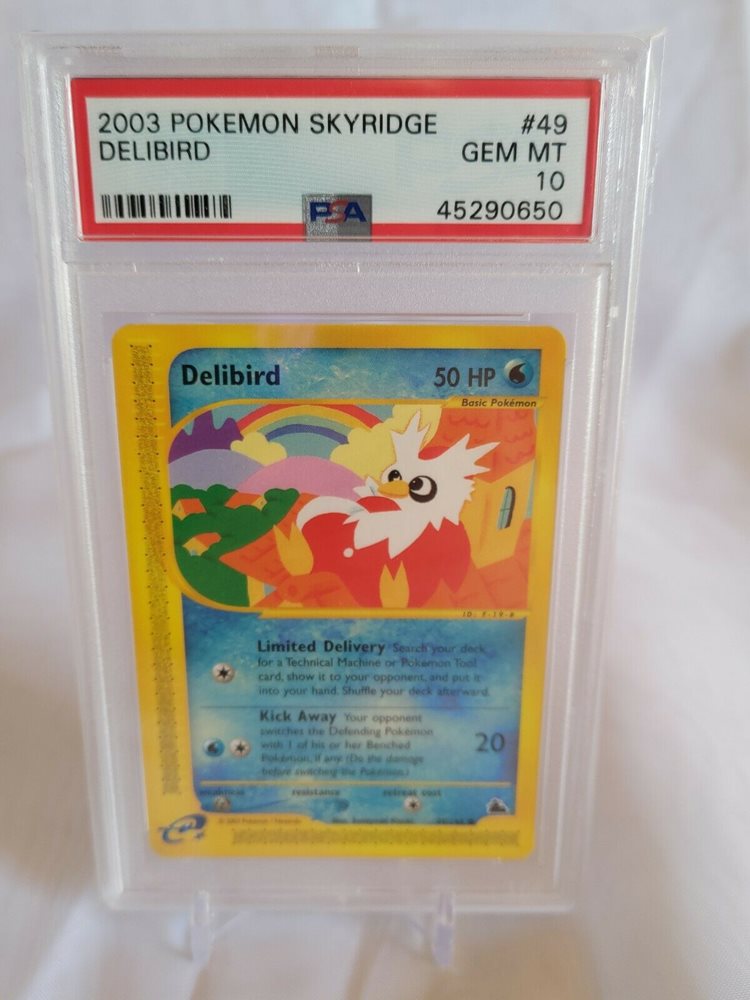 2003 POKEMON SKYRIDGE #49
DELIBIRD GEM MT
10
PSA 45290650
Delibird 50 HP
Basic Pokémon
ID: F-19-#
Limited Delivery Search your deck
for a Technical Machine or Pokémon Tool
card, show it to your opponent, and put it
into your hand. Shuffle your deck afterward.
Kick Away Your opponent
switches the Defending Pokémon
with 1 of his or her Benched 20
Pokémon, if any. (Do the damage
before switching the Pokémon.)
weakness resistance retreat cost
e